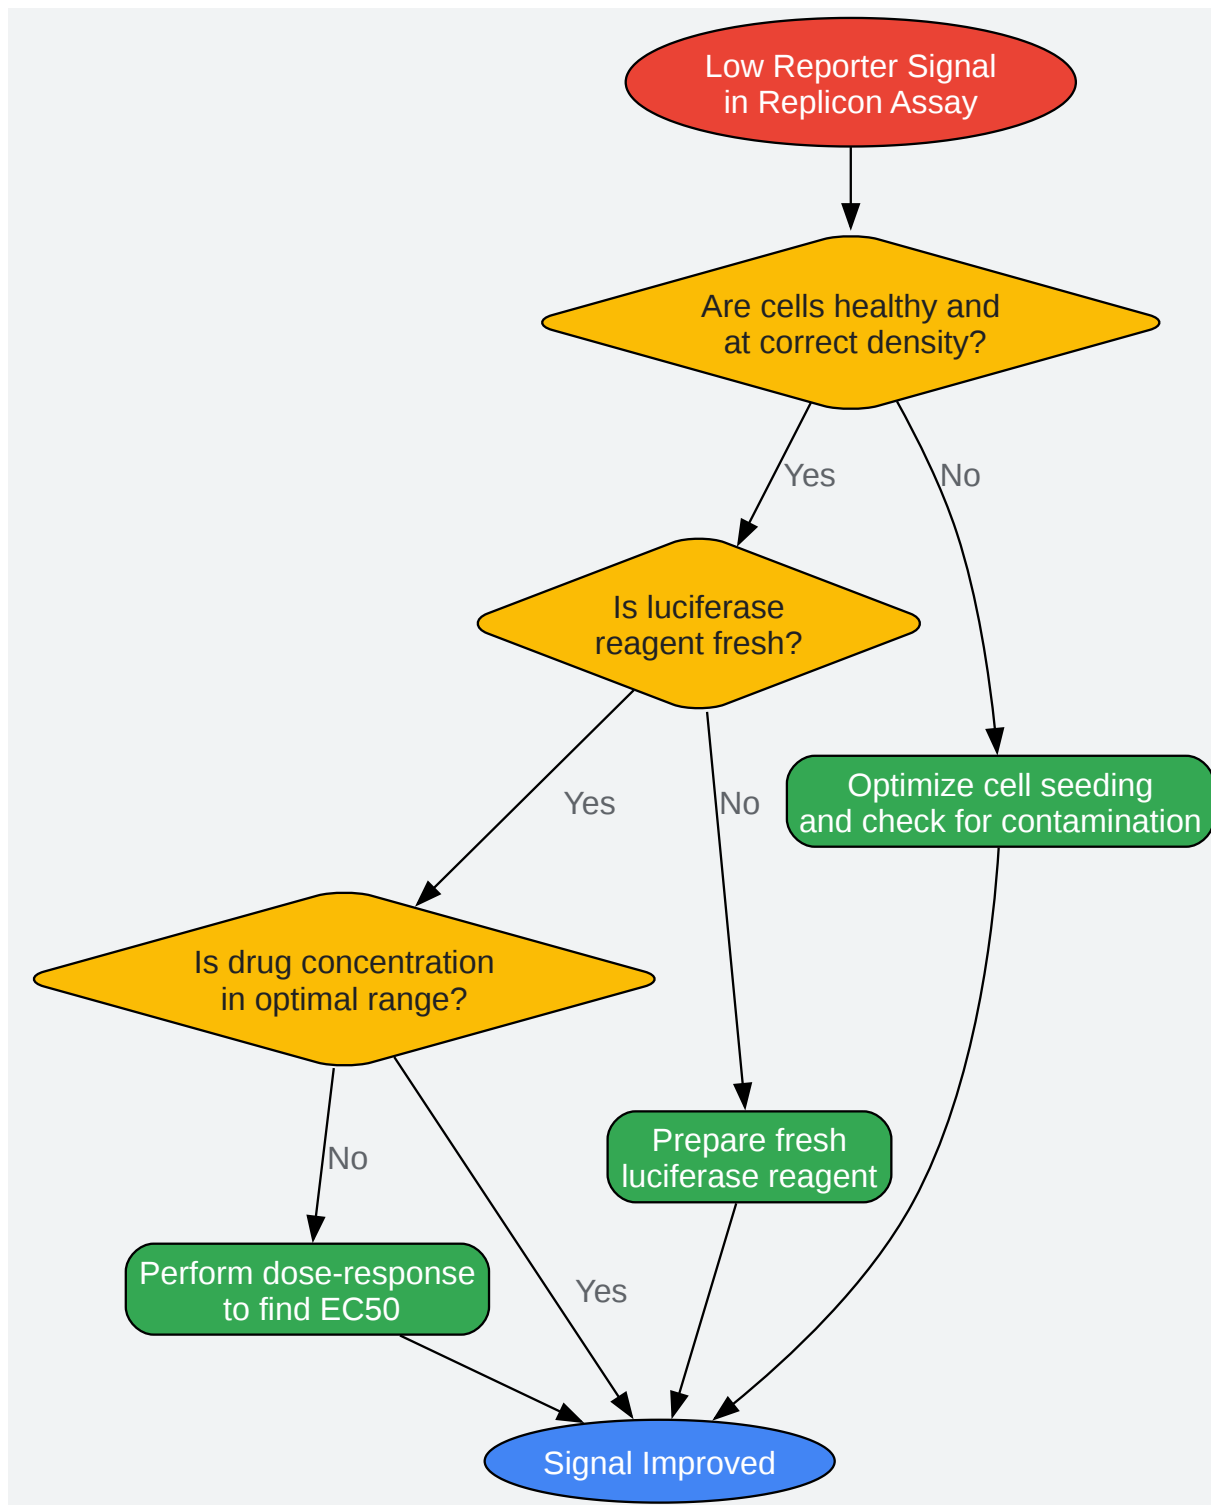 Low Reporter Signal
in Replicon Assay
Are cells healthy and
at correct density?
Yes
No
Is luciferase
reagent fresh?
Optimize cell seeding
and check for contamination
Yes
No
Is drug concentration
in optimal range?
Prepare fresh
luciferase reagent
No
Perform dose-response
to find EC50
Yes
Signal Improved